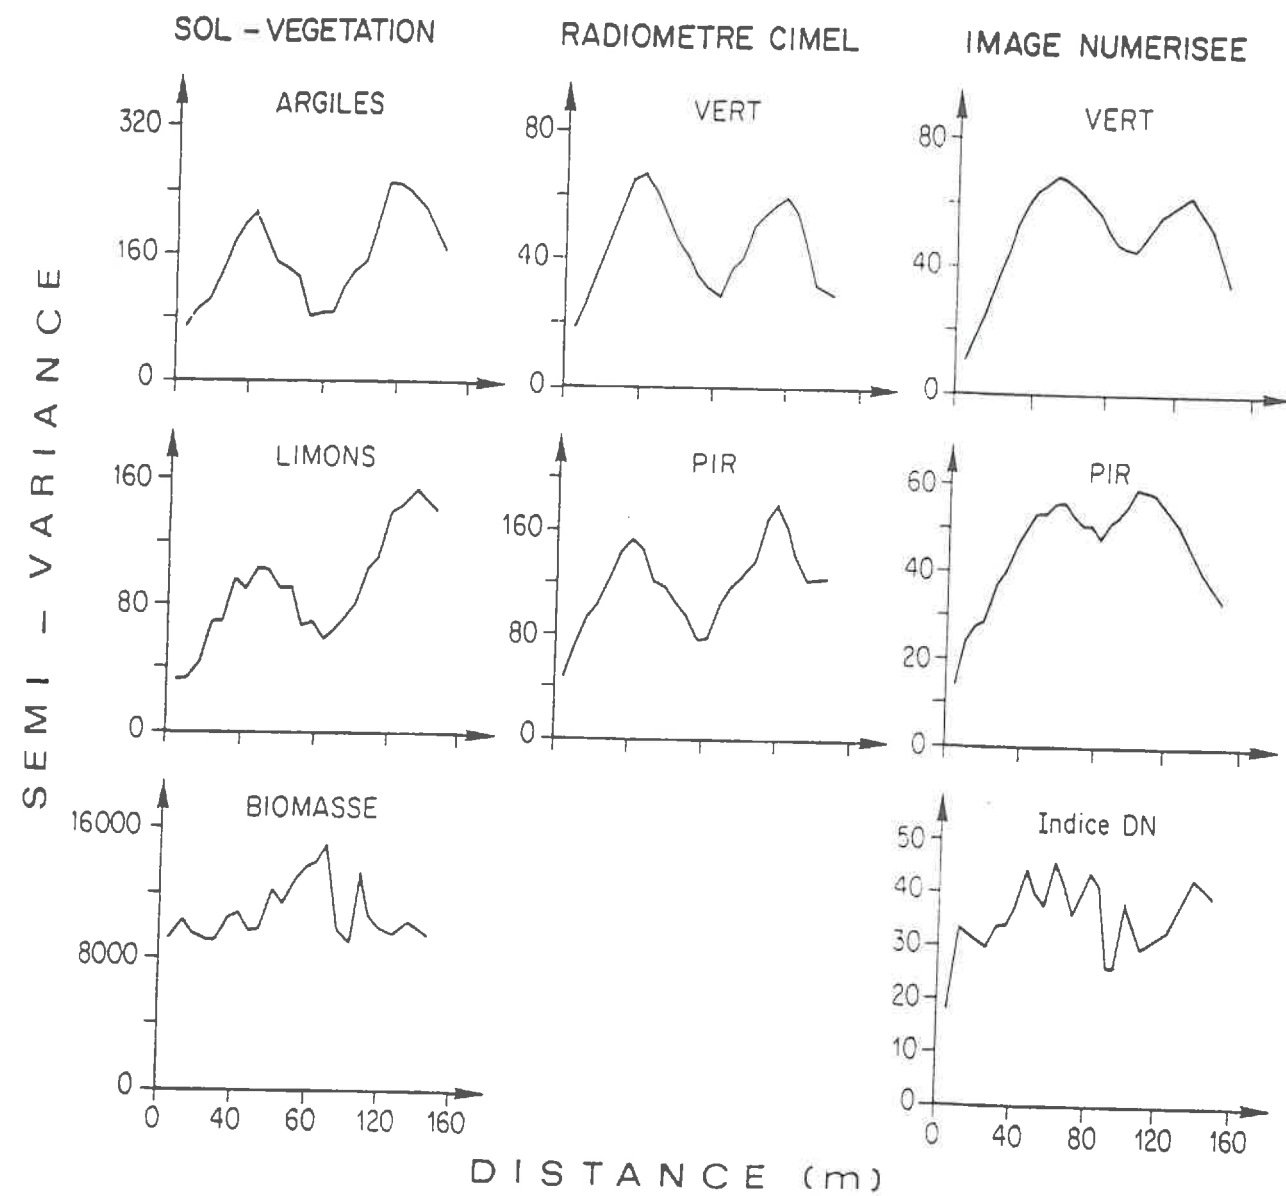 SOL - VEGETATION
RADIOMETRE CIMEL
IMAGE NUMERISEE
SEMI - VARIANCE
ARGILES
320
160
0
VERT
80
40
0
VERT
80
40
0
LIMONS
160
80
0
PIR
160
80
0
PIR
60
40
20
0
BIOMASSE
16000
8000
0
0 40 60 120 160
Indice DN
50
40
30
20
10
0
0 40 80 120 160
DISTANCE (m)